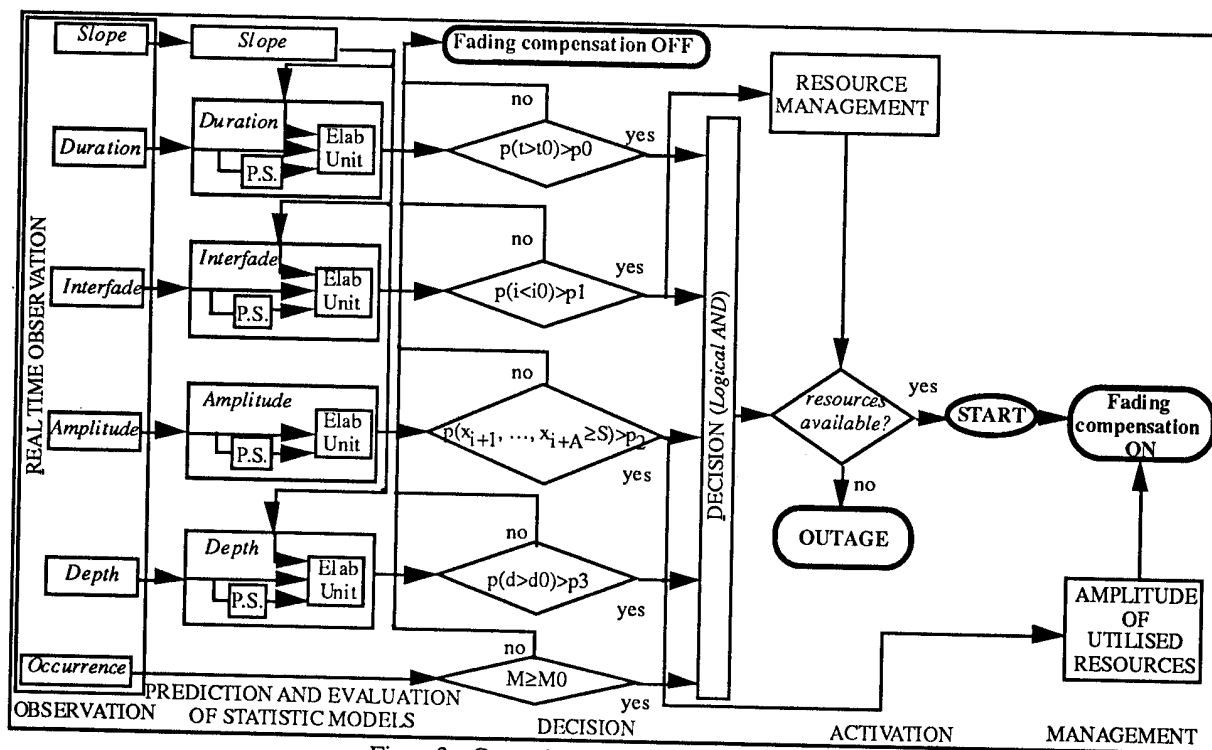 Slope
Slope
Fading compensation OFF
RESOURCE
MANAGEMENT
REAL TIME OBSERVATION
Duration
Duration
Elab
Unit
P.S.
no
p(t>t0)>p0
yes
Interfade
Interfade
Elab
Unit
P.S.
no
p(i<i0)>p1
yes
Amplitude
Amplitude
Elab
Unit
P.S.
no
p(x_{i+1}, ..., x_{i+A} ≥S)>p_2
yes
Depth
Depth
Elab
Unit
P.S.
no
p(d>d0)>p3
yes
Occurrence
no
M≥M0
yes
DECISION (Logical AND)
resources
available?
yes
no
START
Fading
compensation
ON
OUTAGE
AMPLITUDE
OF
UTILISED
RESOURCES
OBSERVATION
PREDICTION AND EVALUATION
OF STATISTIC MODELS
DECISION
ACTIVATION
MANAGEMENT